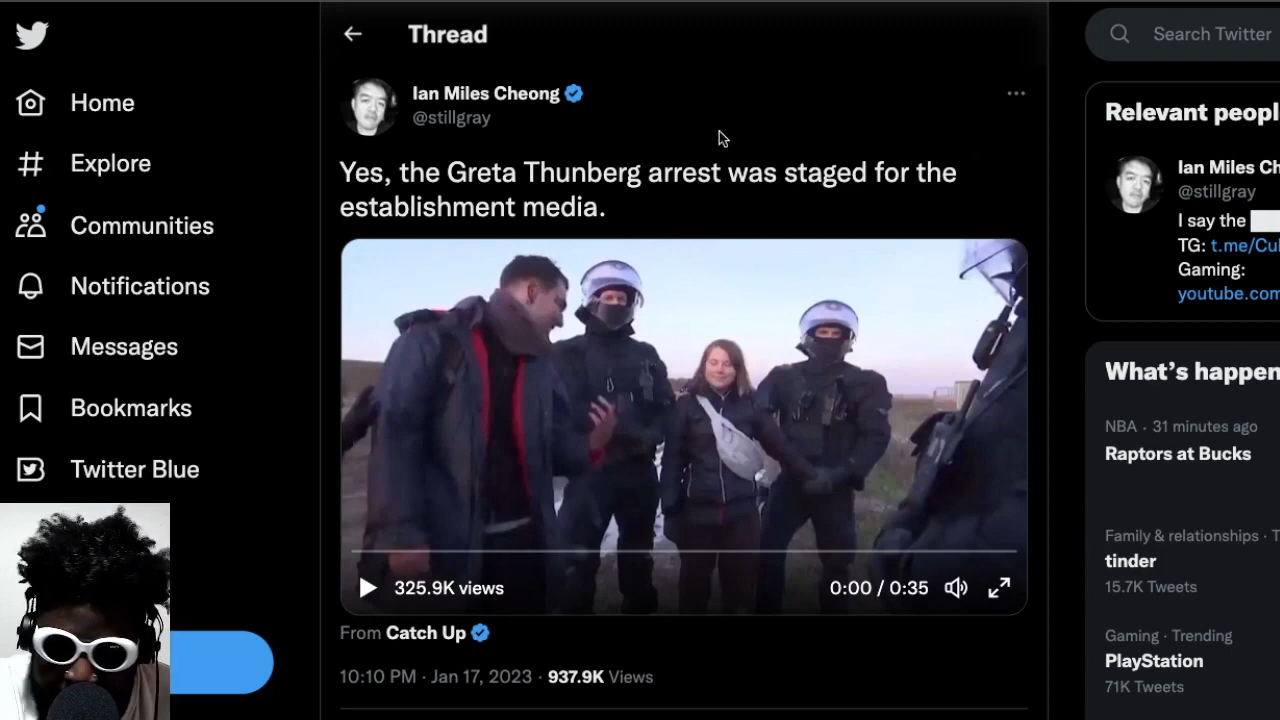 Home
Explore
Communities
Notifications
Messages
Bookmarks
Twitter Blue
Thread
Ian Miles Cheong
@stillgray
Yes, the Greta Thunberg arrest was staged for the
establishment media.
325.9K views
0:00 / 0:35
From Catch Up
10:10 PM · Jan 17, 2023 · 937.9K Views
Search Twitter
Relevant peopl
Ian Miles Ch
@stillgray
I say the
TG: t.me/Cul
Gaming:
youtube.com
What's happen
NBA · 31 minutes ago
Raptors at Bucks
Family & relationships · T
tinder
15.7K Tweets
Gaming · Trending
PlayStation
71K Tweets